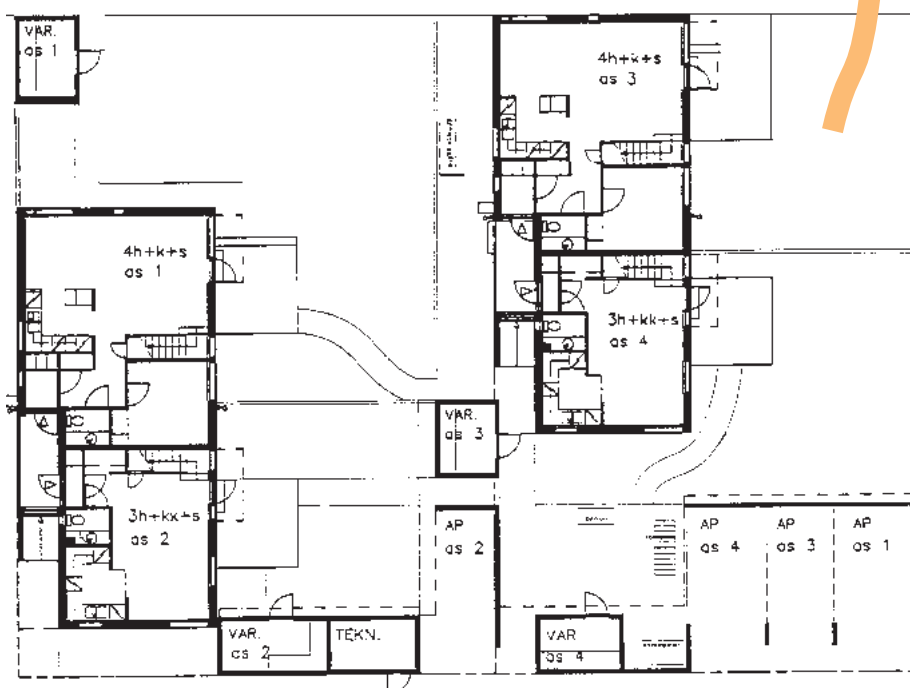 VAR.
as 1
4h+k+s
as 3
4h+k+s
as 1
3h+kk+s
as 4
VAR.
as 3
3h+kk+s
as 2
AP
as 2
AP
as 4
AP
as 3
AP
as 1
VAR.
as 2
TEKN.
VAR
as 4